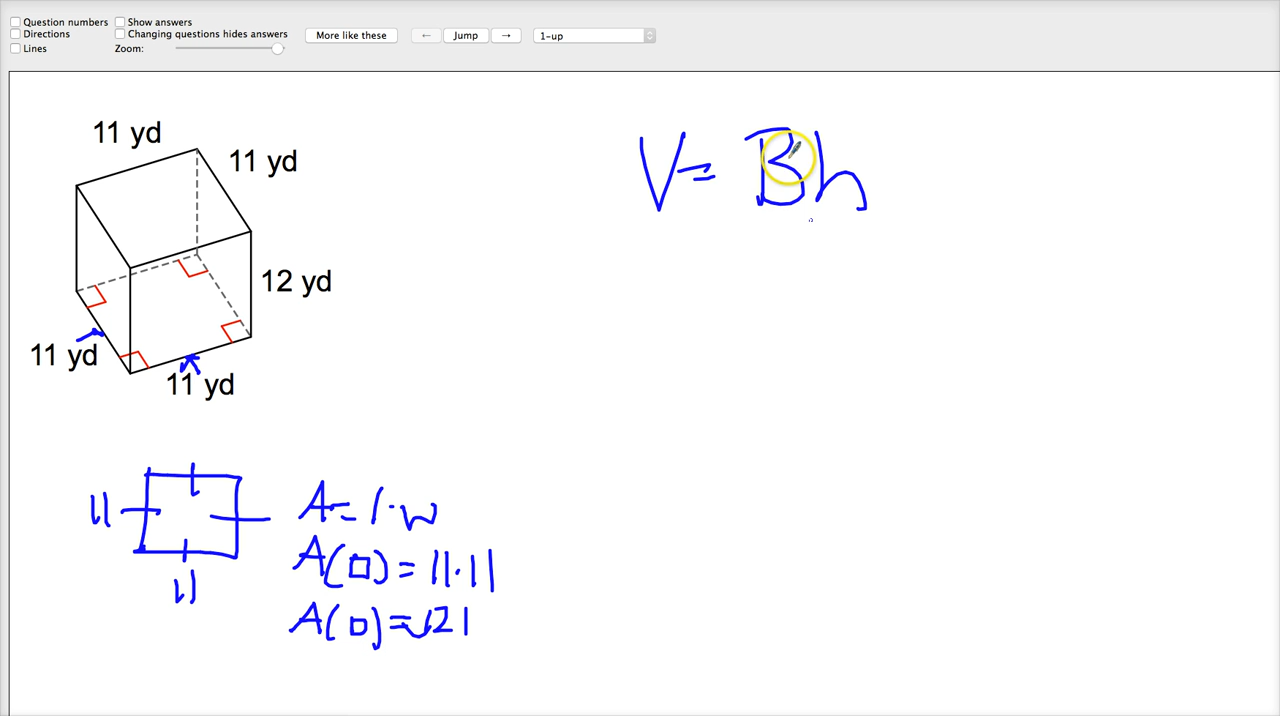 Question numbers Show answers
Directions Changing questions hides answers
Lines Zoom: More like these ← Jump → 1-up
11 yd
11 yd
12 yd
11 yd
11 yd
V = Bh
11
11
A = l·w
A(□) = 11·11
A(□) = 121